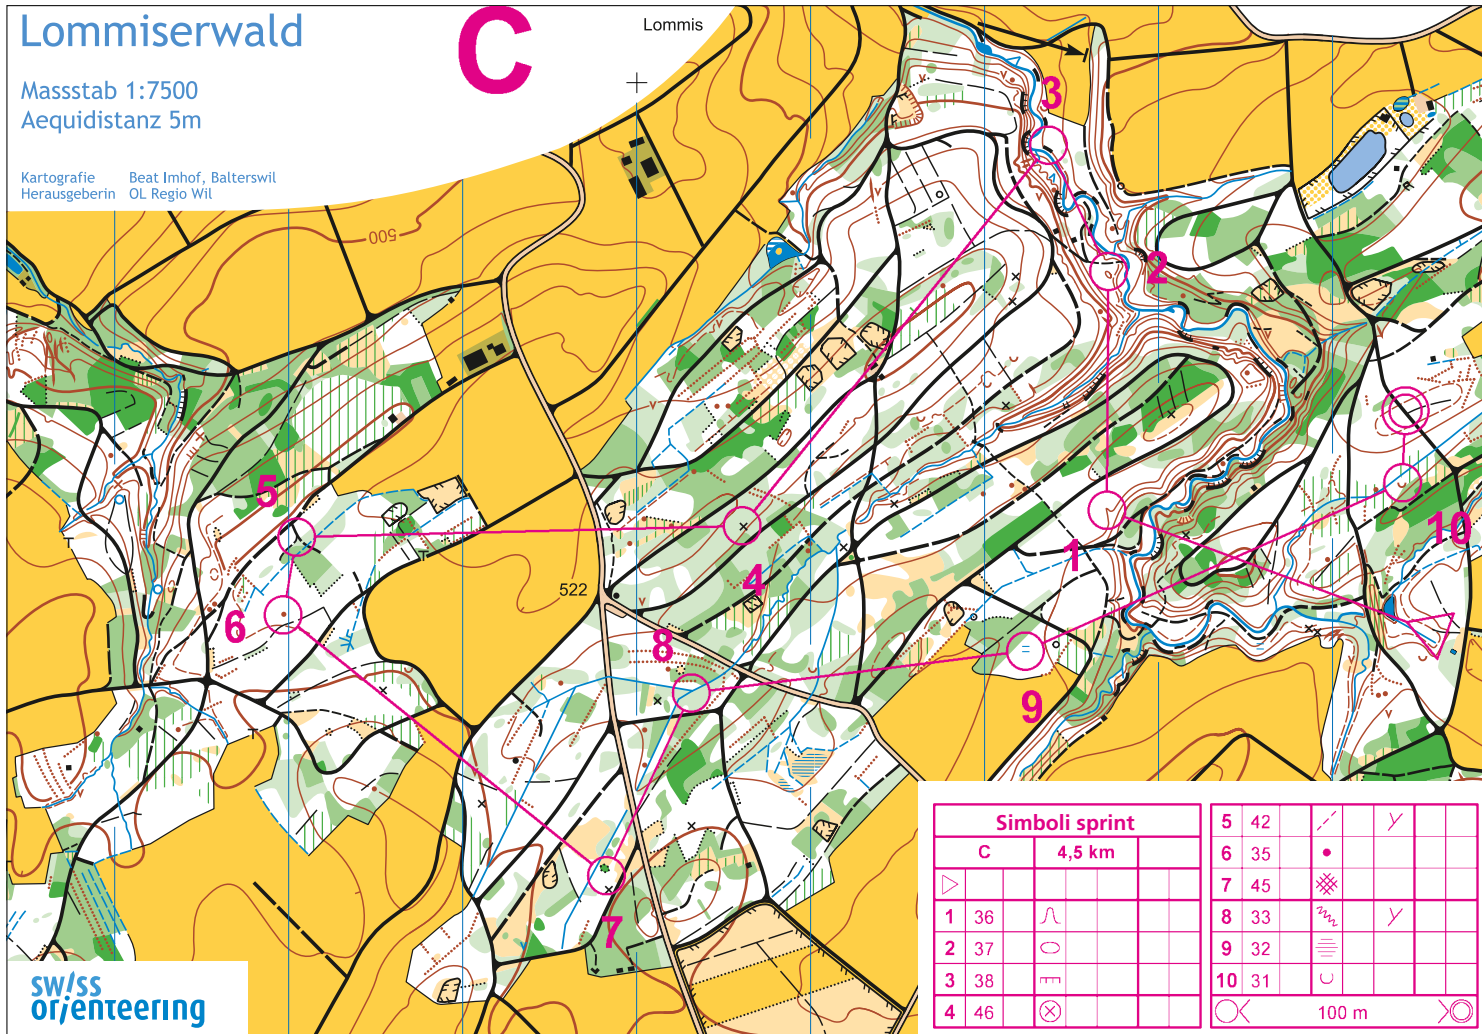 Lommiserwald
C
Lommis
Massstab 1:7500
Aequidistanz 5m
Kartografie Beat Imhof, Balterswil
Herausgeberin OL Regio Wil
500
3
2
5
4
1
10
6
522
8
9
7
Simboli sprint
C 4,5 km
1 36
2 37
3 38
4 46
5 42
6 35
7 45
8 33
9 32
10 31
100 m
swiss
orienteering